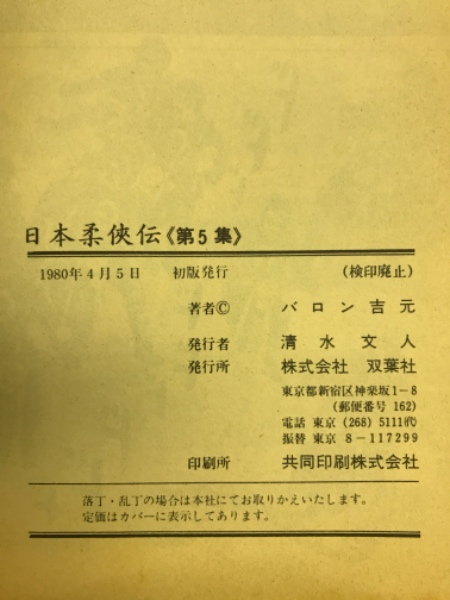 日本柔俠伝《第5集》
1980年4月5日 初版発行 (検印廃止)
著者© バロン吉元
発行者 清水文人
発行所 株式会社 双葉社
東京都新宿区神楽坂1−8
(郵便番号 162)
電話 東京 (268) 5111㈹
振替 東京 8−117299
印刷所 共同印刷株式会社
落丁・乱丁の場合は本社にてお取りかえいたします。
定価はカバーに表示してあります。